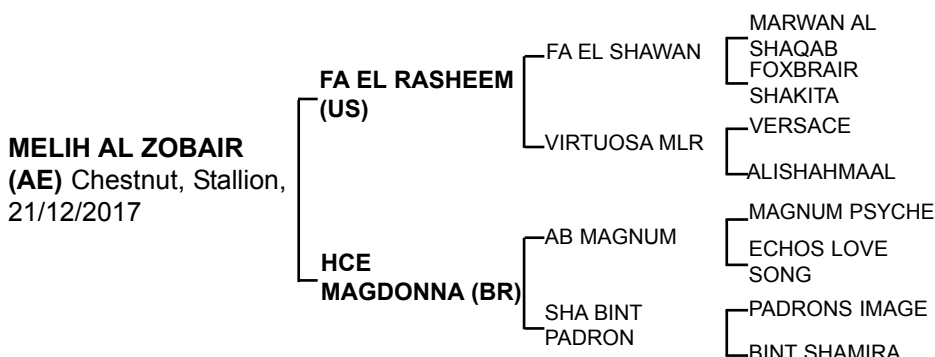 MELIH AL ZOBAIR
(AE) Chestnut, Stallion,
21/12/2017
FA EL RASHEEM
(US)
HCE
MAGDONNA (BR)
FA EL SHAWAN
VIRTUOSA MLR
AB MAGNUM
SHA BINT
PADRON
MARWAN AL
SHAQAB
FOXBRAIR
SHAKITA
VERSACE
ALISHAHMAAL
MAGNUM PSYCHE
ECHOS LOVE
SONG
PADRONS IMAGE
BINT SHAMIRA